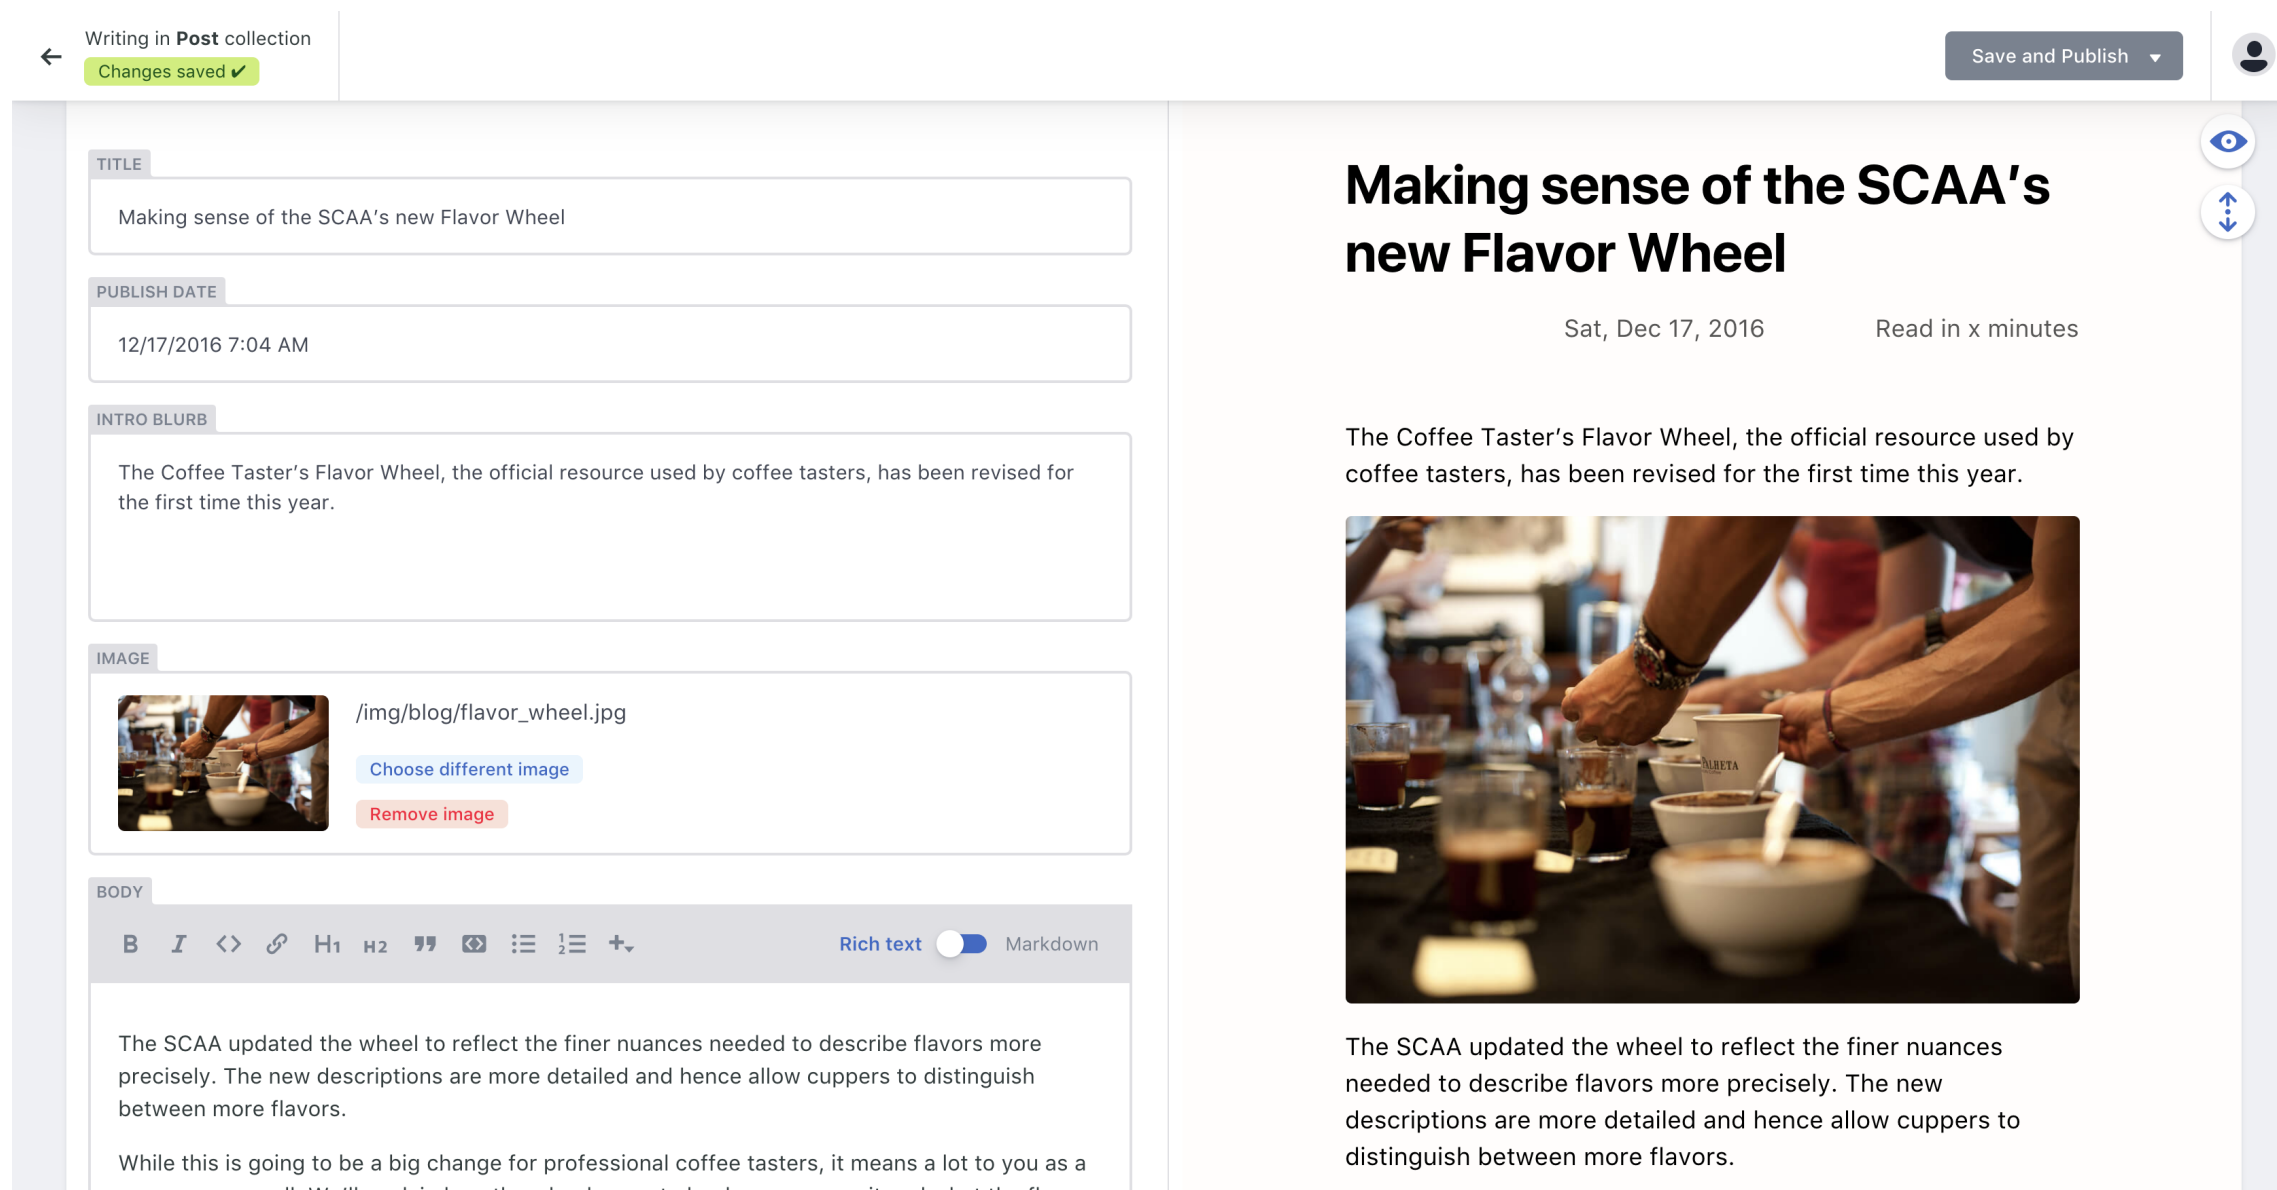 Writing in Post collection
Changes saved ✔
Save and Publish
TITLE
Making sense of the SCAA's new Flavor Wheel
PUBLISH DATE
12/17/2016 7:04 AM
INTRO BLURB
The Coffee Taster's Flavor Wheel, the official resource used by coffee tasters, has been revised for
the first time this year.
IMAGE
/img/blog/flavor_wheel.jpg
Choose different image
Remove image
BODY
B I <> H1 H2
Rich text Markdown
The SCAA updated the wheel to reflect the finer nuances needed to describe flavors more
precisely. The new descriptions are more detailed and hence allow cuppers to distinguish
between more flavors.
While this is going to be a big change for professional coffee tasters, it means a lot to you as a
Making sense of the SCAA's
new Flavor Wheel
Sat, Dec 17, 2016
Read in x minutes
The Coffee Taster's Flavor Wheel, the official resource used by
coffee tasters, has been revised for the first time this year.
PALHETA
The SCAA updated the wheel to reflect the finer nuances
needed to describe flavors more precisely. The new
descriptions are more detailed and hence allow cuppers to
distinguish between more flavors.